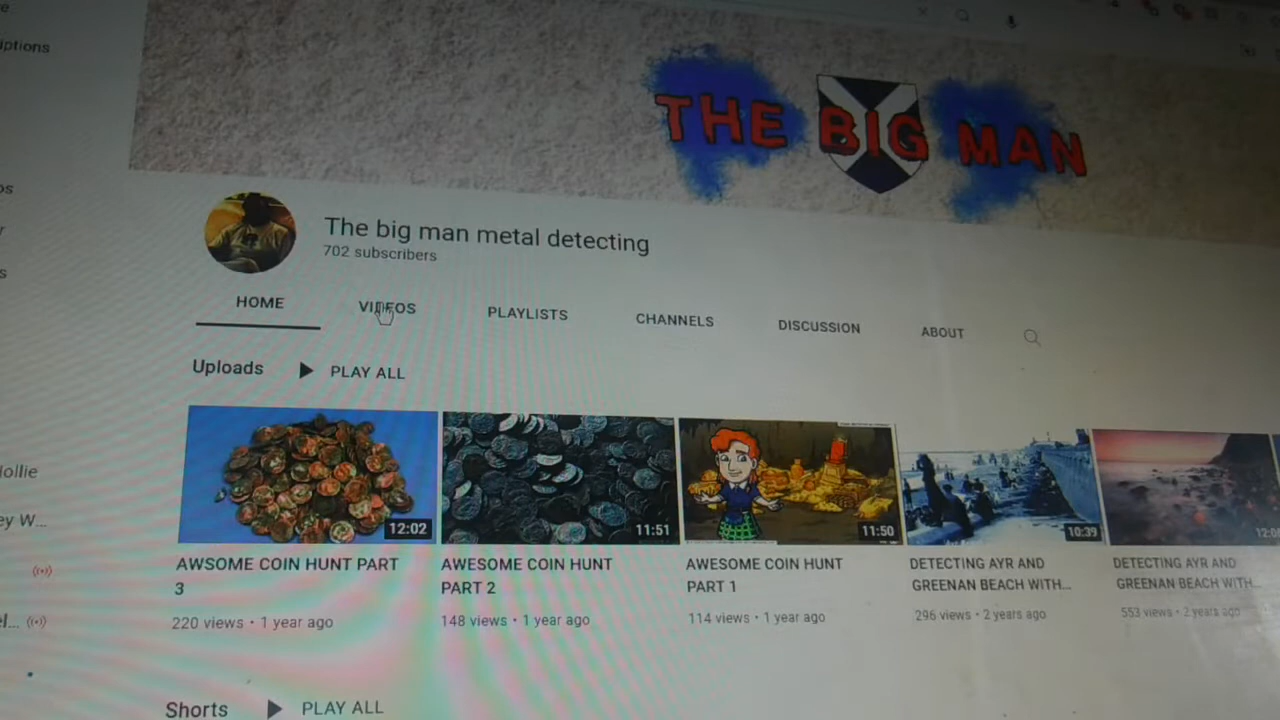 iptions
THE BIG MAN
The big man metal detecting
702 subscribers
HOME VIDEOS PLAYLISTS CHANNELS DISCUSSION ABOUT
Uploads PLAY ALL
12:02 11:51 11:50 10:39
AWSOME COIN HUNT PART
3
220 views • 1 year ago
AWESOME COIN HUNT
PART 2
148 views • 1 year ago
AWESOME COIN HUNT
PART 1
114 views • 1 year ago
DETECTING AYR AND
GREENAN BEACH WITH...
296 views • 2 years ago
DETECTING AYR AND
GREENAN BEACH WITH...
553 views • 2 years ago
ollie
ey W...
Shorts PLAY ALL